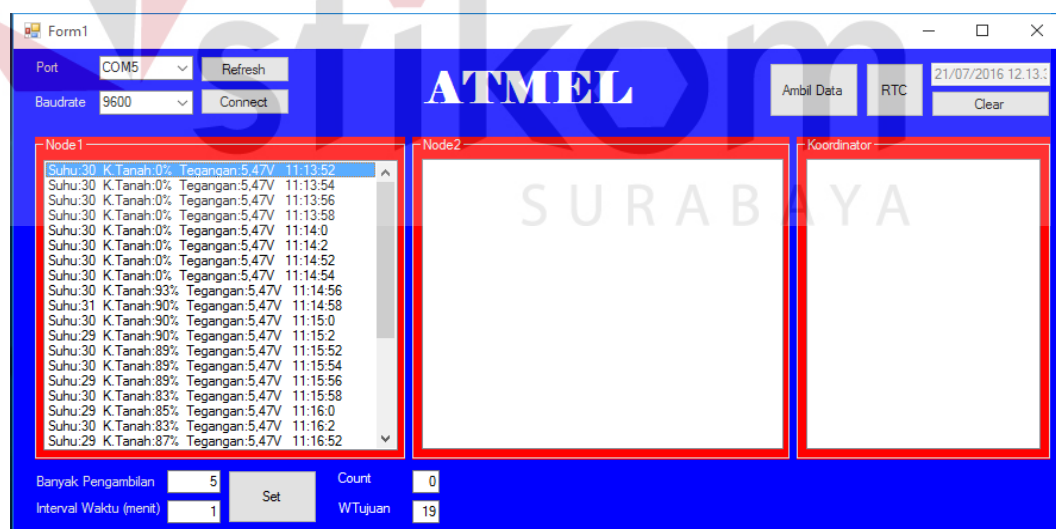 Form1
Port COM5 Refresh
Baudrate 9600 Connect
ATMEL
Ambil Data RTC 21/07/2016 12.13.
Clear
stikom
SURABAYA
Node1
Suhu:30 K.Tanah:0% Tegangan:5,47V 11:13:52
Suhu:30 K.Tanah:0% Tegangan:5,47V 11:13:54
Suhu:30 K.Tanah:0% Tegangan:5,47V 11:13:56
Suhu:30 K.Tanah:0% Tegangan:5,47V 11:13:58
Suhu:30 K.Tanah:0% Tegangan:5,47V 11:14:0
Suhu:30 K.Tanah:0% Tegangan:5,47V 11:14:2
Suhu:30 K.Tanah:0% Tegangan:5,47V 11:14:52
Suhu:30 K.Tanah:0% Tegangan:5,47V 11:14:54
Suhu:30 K.Tanah:93% Tegangan:5,47V 11:14:56
Suhu:31 K.Tanah:90% Tegangan:5,47V 11:14:58
Suhu:30 K.Tanah:90% Tegangan:5,47V 11:15:0
Suhu:29 K.Tanah:90% Tegangan:5,47V 11:15:2
Suhu:30 K.Tanah:89% Tegangan:5,47V 11:15:52
Suhu:30 K.Tanah:89% Tegangan:5,47V 11:15:54
Suhu:29 K.Tanah:89% Tegangan:5,47V 11:15:56
Suhu:30 K.Tanah:83% Tegangan:5,47V 11:15:58
Suhu:29 K.Tanah:85% Tegangan:5,47V 11:16:0
Suhu:30 K.Tanah:83% Tegangan:5,47V 11:16:2
Suhu:29 K.Tanah:87% Tegangan:5,47V 11:16:52
Node2
Koordinator
Banyak Pengambilan 5
Interval Waktu (menit) 1
Set
Count 0
WTujuan 19